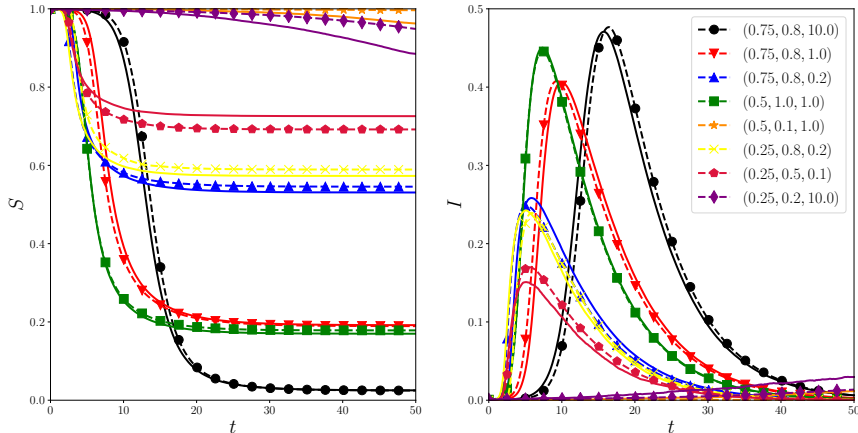 1.0
0.8
0.6
0.4
0.2
0.0
S
0 10 20 30 40 50
t
0.5
0.4
0.3
0.2
0.1
0.0
I
0 10 20 30 40 50
t
(0.75, 0.8, 10.0)
(0.75, 0.8, 1.0)
(0.75, 0.8, 0.2)
(0.5, 1.0, 1.0)
(0.5, 0.1, 1.0)
(0.25, 0.8, 0.2)
(0.25, 0.5, 0.1)
(0.25, 0.2, 10.0)